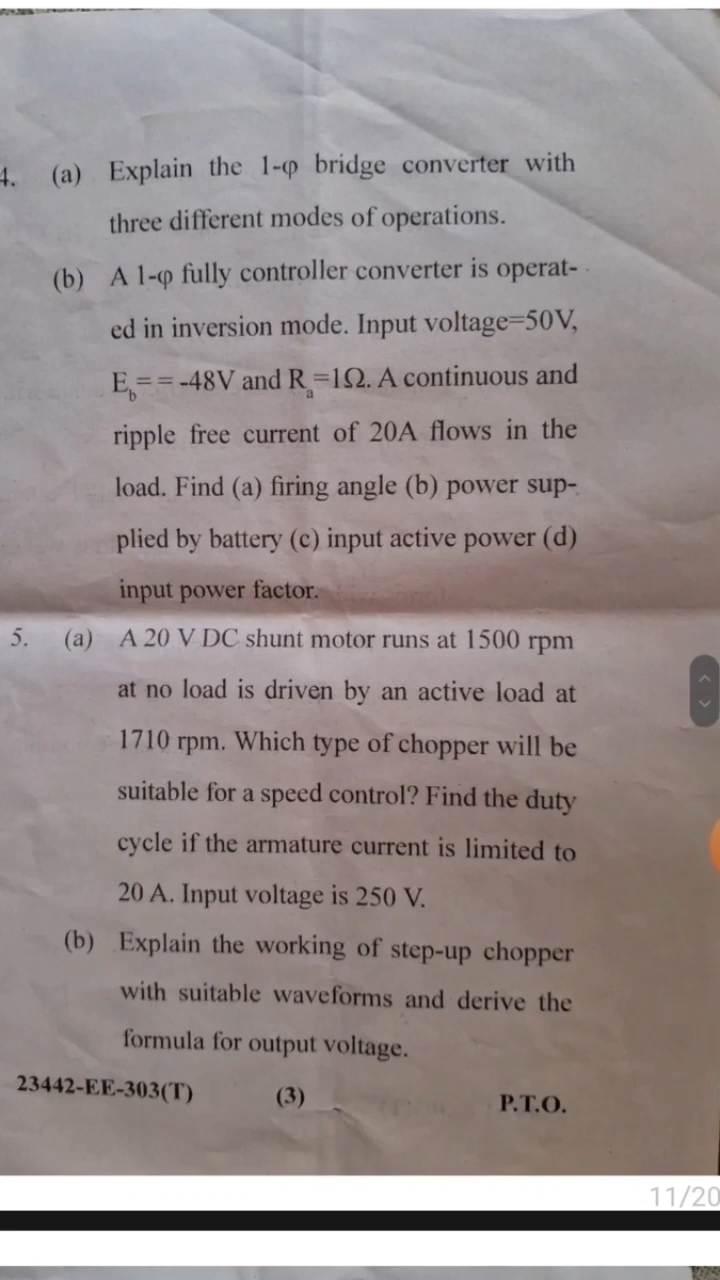 4. (a) Explain the 1-φ bridge converter with
three different modes of operations.
(b) A 1-φ fully controller converter is operat-
ed in inversion mode. Input voltage=50V,
E_b= = -48V and R_a=1Ω. A continuous and
ripple free current of 20A flows in the
load. Find (a) firing angle (b) power sup-
plied by battery (c) input active power (d)
input power factor.
5. (a) A 20 V DC shunt motor runs at 1500 rpm
at no load is driven by an active load at
1710 rpm. Which type of chopper will be
suitable for a speed control? Find the duty
cycle if the armature current is limited to
20 A. Input voltage is 250 V.
(b) Explain the working of step-up chopper
with suitable waveforms and derive the
formula for output voltage.
23442-EE-303(T) (3) P.T.O.
11/20